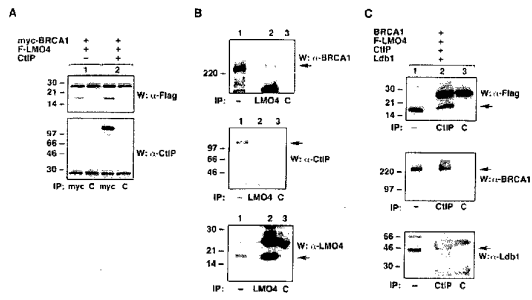 A
myc-BRCA1 + +
F-LMO4 + +
CtIP − +
1 2
30
21
14
W: α-Flag
97
66
46
30
W: α-CtIP
IP: myc C myc C
B
1 2 3
220
W: α-BRCA1
IP: − LMO4 C
1 2 3
97
66
W: α-CtIP
IP: − LMO4 C
30
21
14
1 2 3
W: α-LMO4
IP: − LMO4 C
C
BRCA1 +
F-LMO4 +
CtIP +
Ldb1 +
1 2 3
30
21
14
W: α-Flag
IP: − CtIP C
220
97
W: α-BRCA1
IP: − CtIP C
66
46
30
W: α-Ldb1
IP: − CtIP C